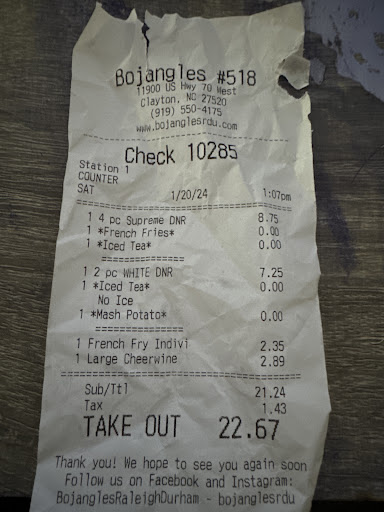 Bojangles #518
11900 US Hwy 70 West
Clayton, NC 27520
(919) 550-4175
www.bojanglesrdu.com
Check 10285
Station 1
COUNTER
SAT 1/20/24 1:07pm
1 4 pc Supreme DNR 8.75
1 *French Fries* 0.00
1 *Iced Tea* 0.00
==============
1 2 pc WHITE DNR 7.25
1 *Iced Tea* 0.00
No Ice
1 *Mash Potato* 0.00
==============
1 French Fry Indivi 2.35
1 Large Cheerwine 2.89
Sub/Ttl 21.24
Tax 1.43
TAKE OUT 22.67
Thank you! We hope to see you again soon
Follow us on Facebook and Instagram:
BojanglesRaleighDurham - bojanglesrdu